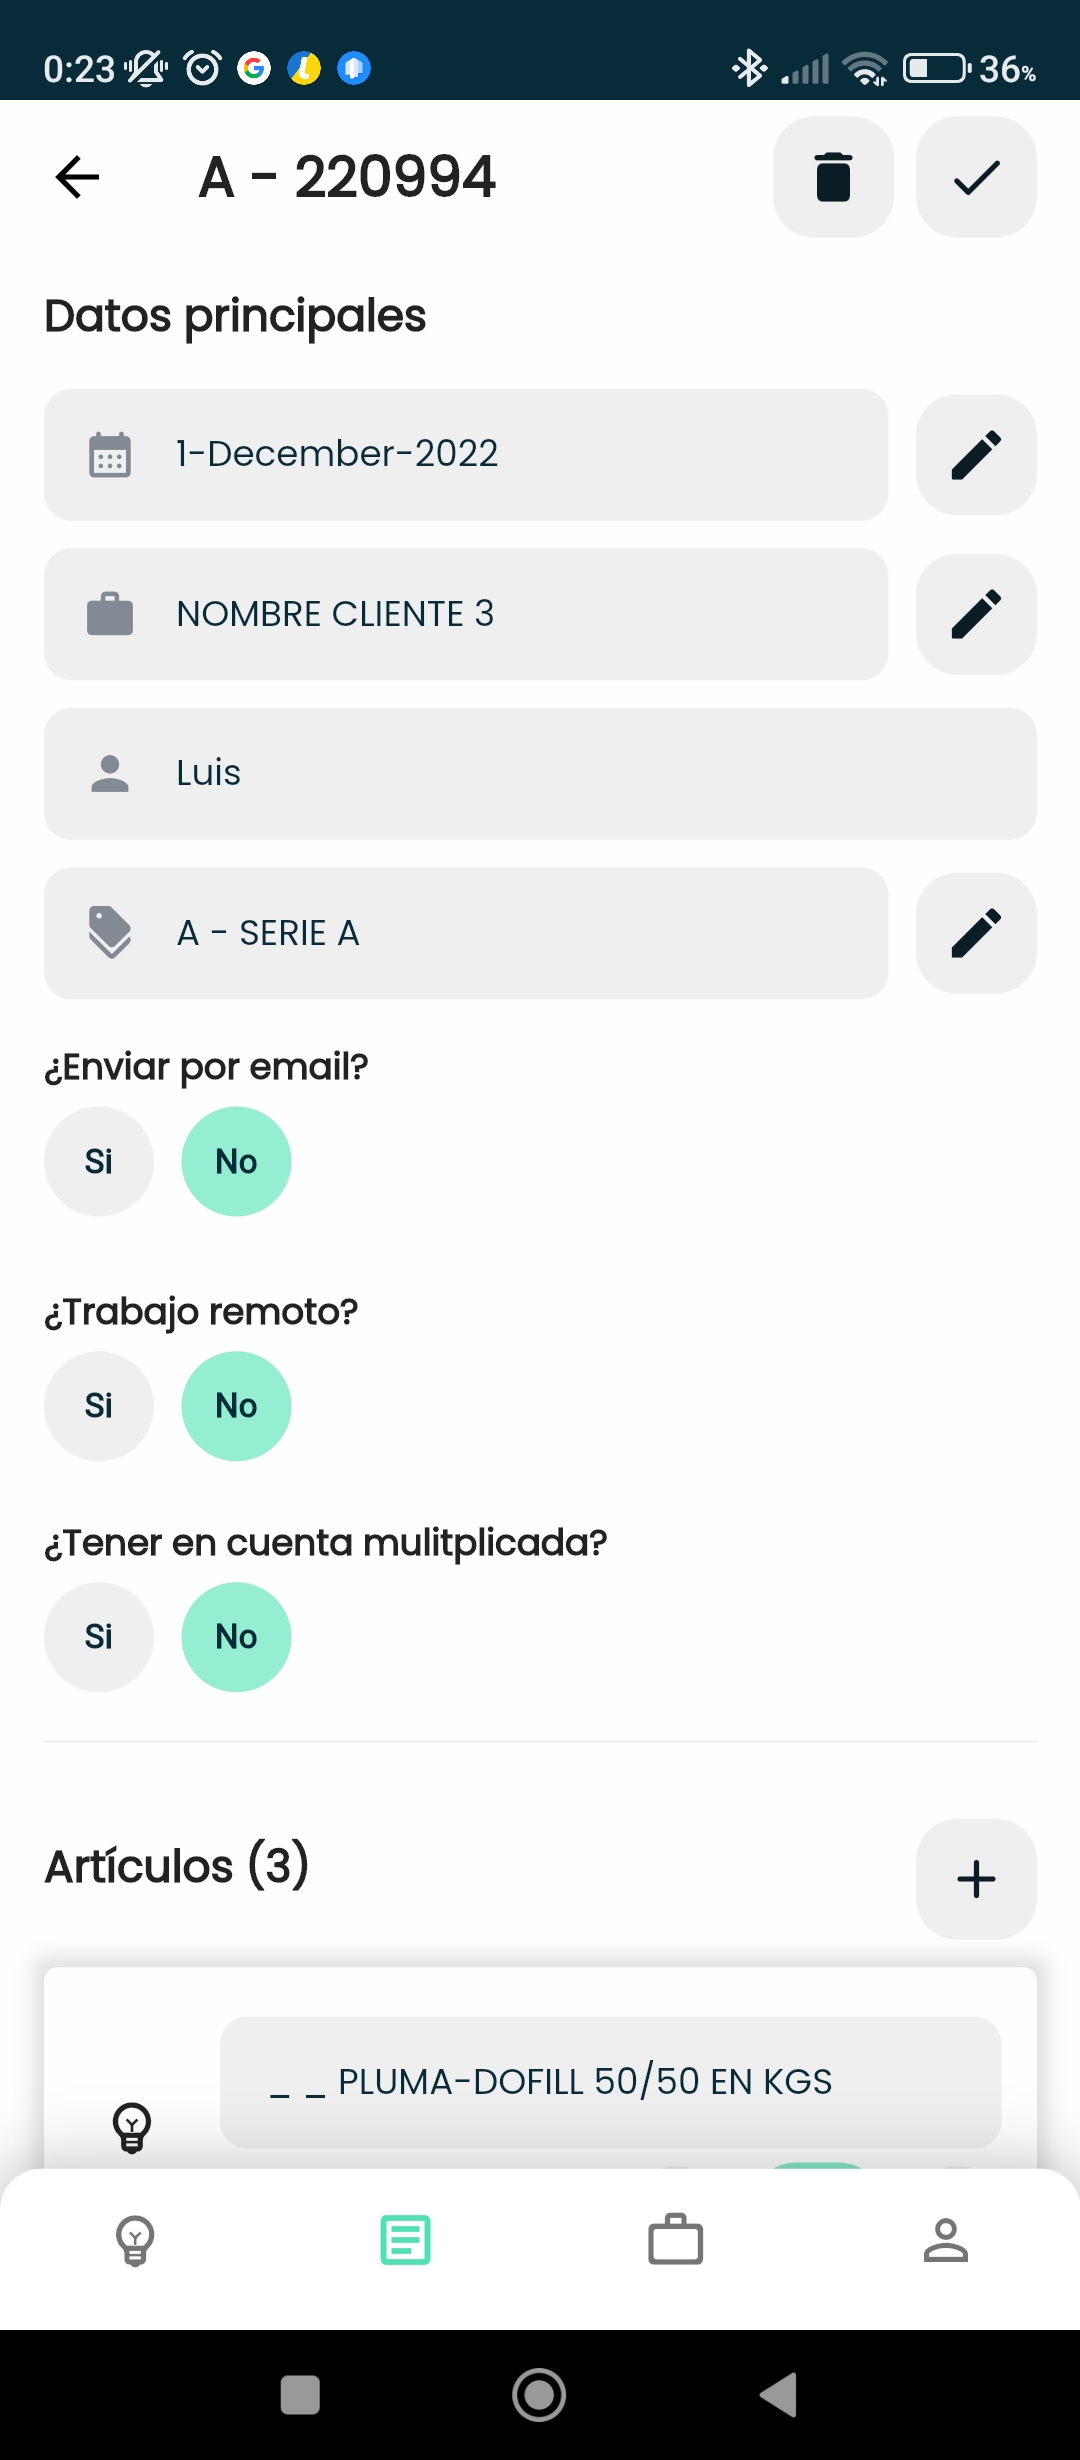 0:23 36%
A - 220994
Datos principales
1-December-2022
NOMBRE CLIENTE 3
Luis
A - SERIE A
¿Enviar por email?
Si No
¿Trabajo remoto?
Si No
¿Tener en cuenta mulitplicada?
Si No
Artículos (3)
_ _ PLUMA-DOFILL 50/50 EN KGS